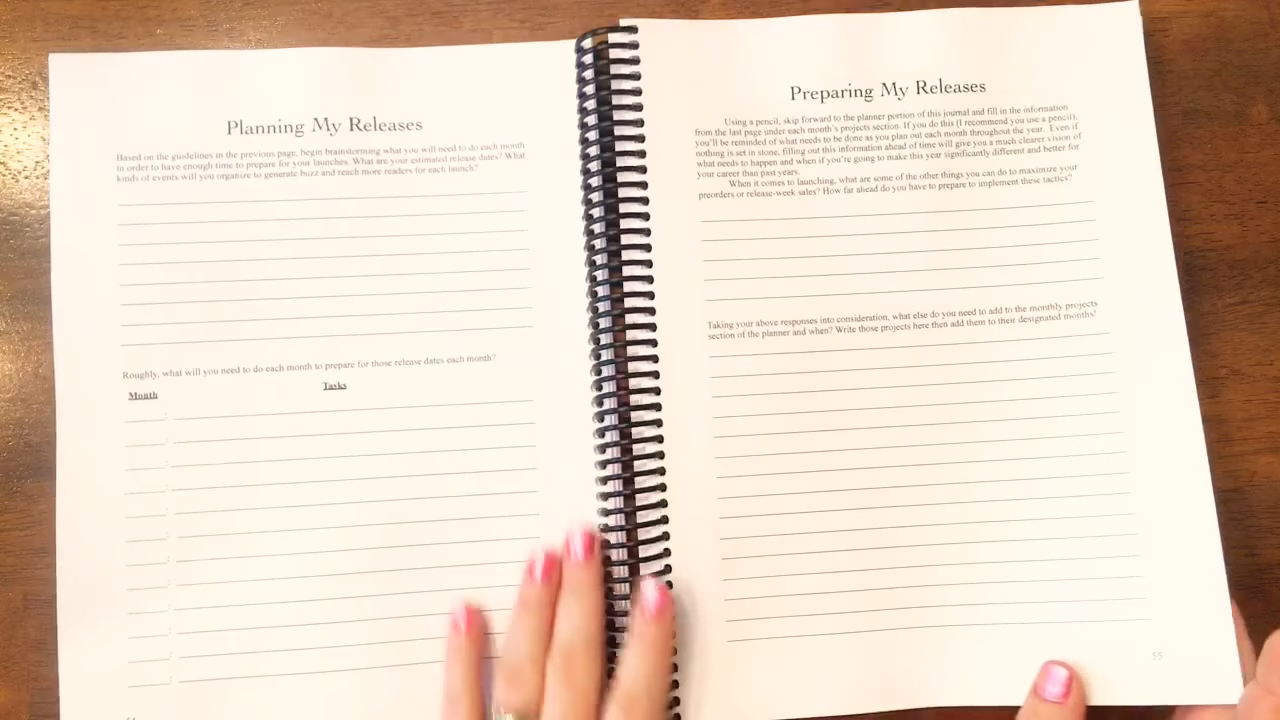 Planning My Releases
Based on the guidelines in the previous page, begin brainstorming what you will need to do each month
in order to have enough time to prepare for your launches. What are your estimated release dates? What
kinds of events will you organize to generate buzz and reach more readers for each launch?
Roughly, what will you need to do each month to prepare for those release dates each month?
Month
Tasks
Preparing My Releases
Using a pencil, skip forward to the planner portion of this journal and fill in the information
from the last page under each month's projects section. If you do this (I recommend you use a pencil),
you'll be reminded of what needs to be done as you plan out each month throughout the year. Even if
nothing is set in stone, filling out this information ahead of time will give you a much clearer vision of
what needs to happen and when if you're going to make this year significantly different and better for
your career than past years.
When it comes to launching, what are some of the other things you can do to maximize your
preorders or release-week sales? How far ahead do you have to prepare to implement these tactics"
Taking your above responses into consideration, what else do you need to add to the monthly projects
section of the planner and when? Write those projects here then add them to their designated months!
55